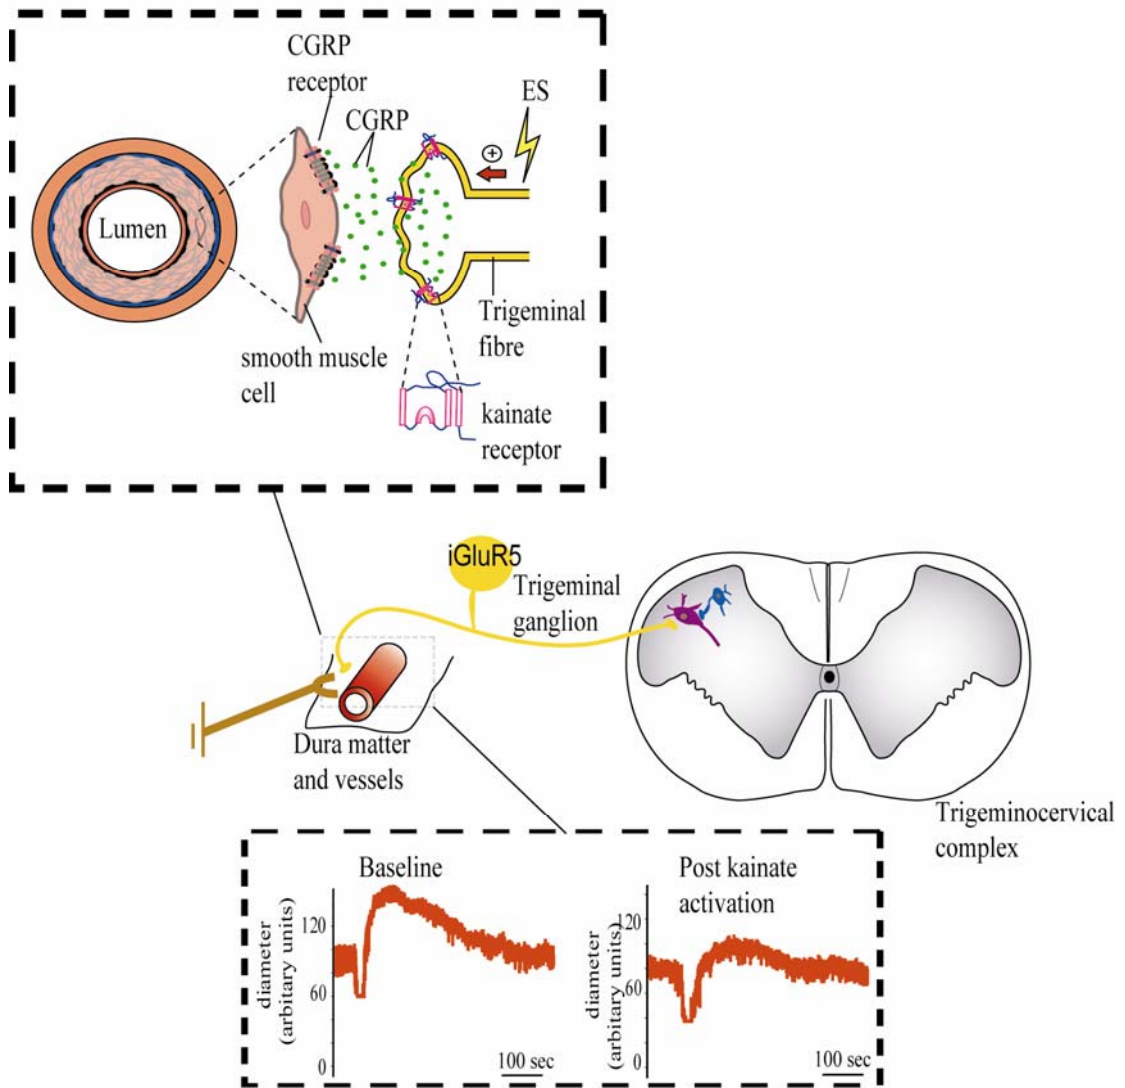 CGRP
receptor
CGRP
ES
+
Lumen
Trigeminal
fibre
smooth muscle
cell
kainate
receptor
iGluR5
Trigeminal
ganglion
Dura matter
and vessels
Trigeminocervical
complex
Baseline
diameter
(arbitary units)
120
60
0
100 sec
Post kainate
activation
diameter
(arbitary units)
120
60
0
100 sec